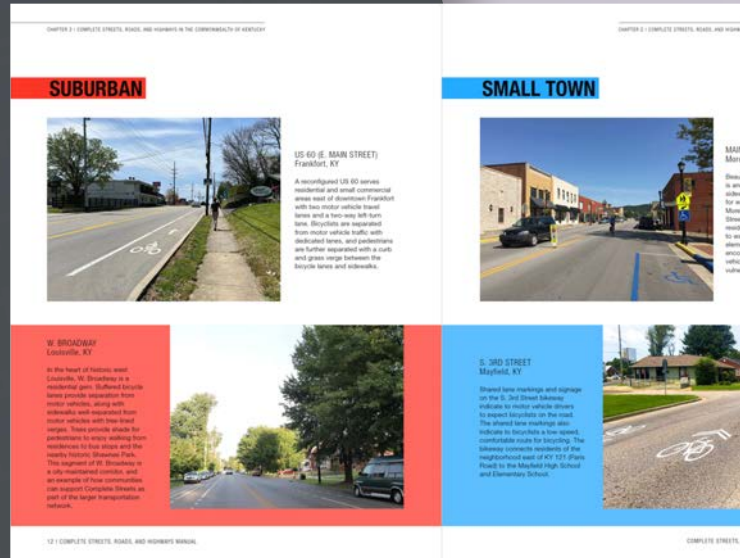 CHAPTER 2 | COMPLETE STREETS, ROADS, AND HIGHWAYS IN THE COMMONWEALTH OF KENTUCKY
SUBURBAN
US 60 (E. MAIN STREET)
Frankfort, KY
A reconfigured US 60 serves
residential and small commercial
areas east of downtown Frankfort
with two motor vehicle travel
lanes and a two-way left-turn
lane. Bicyclists are separated
from motor vehicle traffic with
dedicated lanes, and pedestrians
are further separated with a curb
and grass verge between the
bicycle lanes and sidewalks.
W. BROADWAY
Louisville, KY
In the heart of historic west
Louisville, W. Broadway is a
residential gem. Buffered bicycle
lanes provide separation from
motor vehicles, along with
sidewalks well-separated from
motor vehicles with tree-lined
verges. Trees provide shade for
pedestrians to enjoy walking from
residences to bus stops and the
nearby historic Shawnee Park.
This segment of W. Broadway is
a city-maintained corridor, and
an example of how communities
can support Complete Streets as
part of the larger transportation
network.
12 | COMPLETE STREETS, ROADS, AND HIGHWAYS MANUAL
CHAPTER 2 | COMPLETE STREETS, ROADS, AND
SMALL TOWN
S. 3RD STREET
Mayfield, KY
Shared lane markings and signage
on the S. 3rd Street bikeway
indicate to motor vehicle drivers
to expect bicyclists on the road.
The shared lane markings also
indicate to bicyclists a low-speed,
comfortable route for bicycling. The
bikeway connects residents of the
neighborhood east of KY 121 (Paris
Road) to the Mayfield High School
and Elementary School.
COMPLETE STREETS,